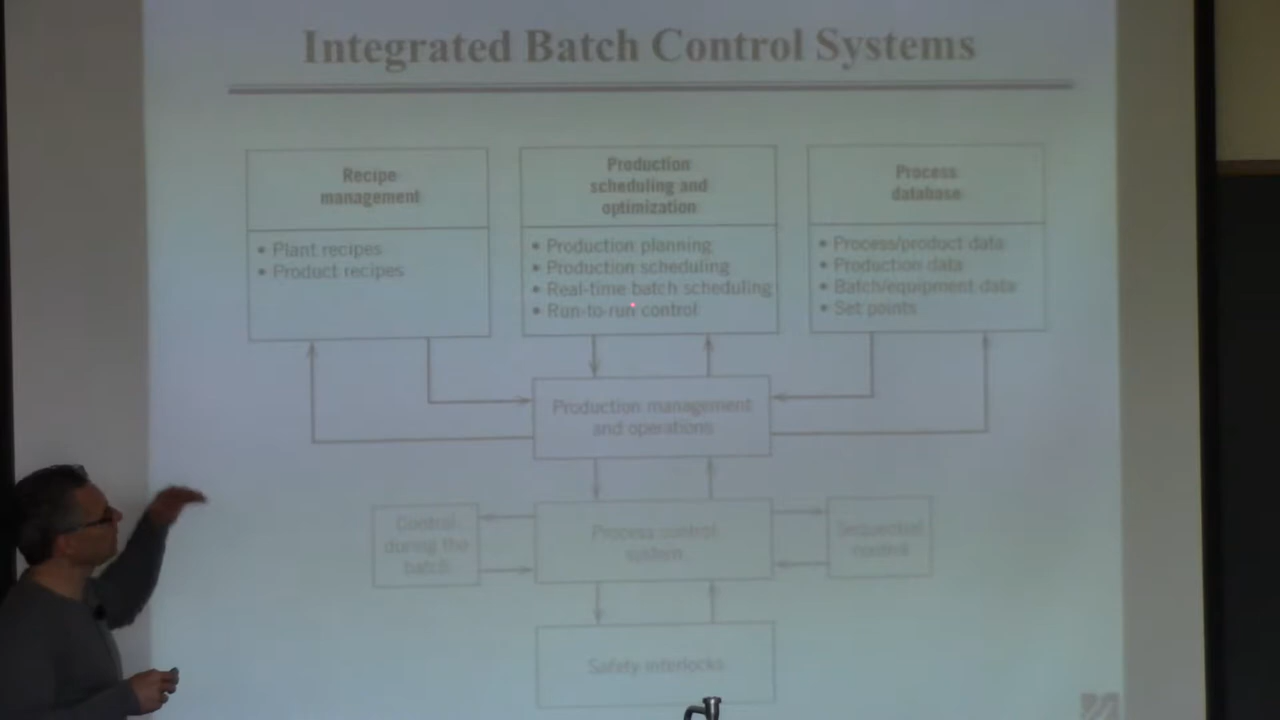 Integrated Batch Control Systems
Recipe
management
• Plant recipes
• Product recipes
Production
scheduling and
optimization
• Production planning
• Production scheduling
• Real-time batch scheduling
• Run-to-run control
Process
database
• Process/product data
• Production data
• Batch/equipment data
• Set points
Production management
and operations
Control
during the
batch
Process control
system
Sequential
control
Safety interlocks